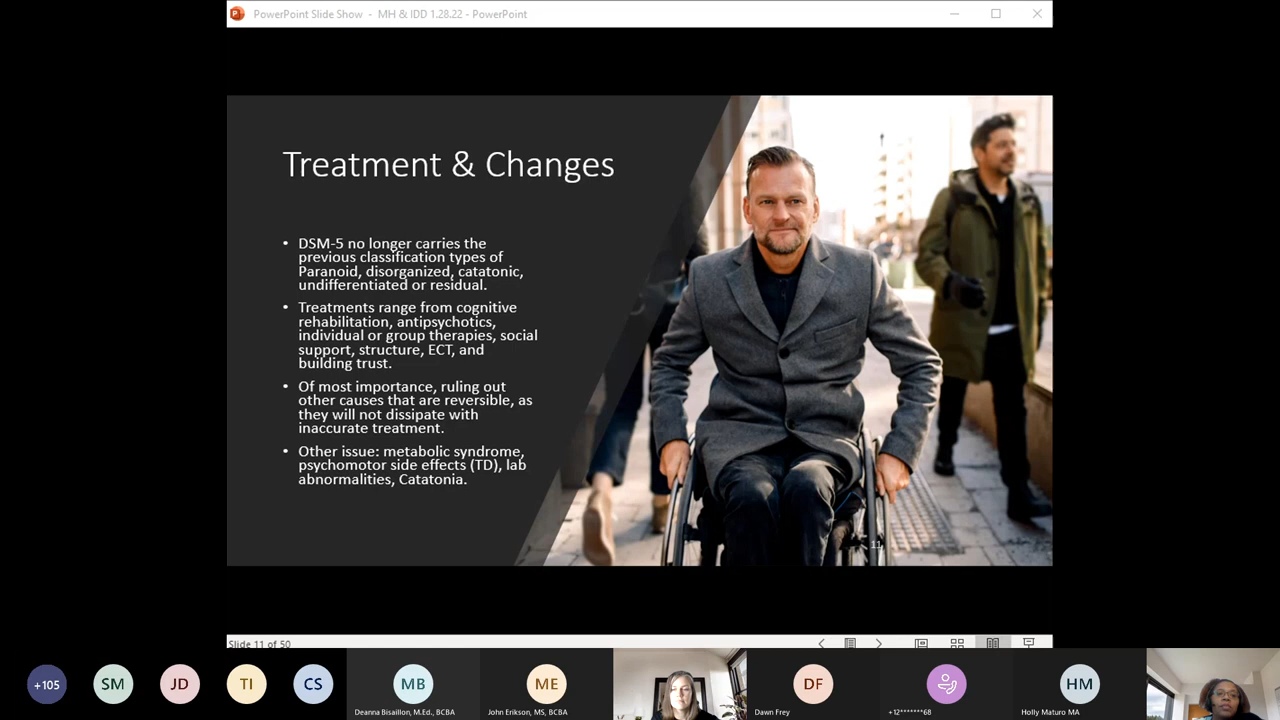 PowerPoint Slide Show - MH & IDD 1.28.22 - PowerPoint
Treatment & Changes
• DSM-5 no longer carries the
previous classification types of
Paranoid, disorganized, catatonic,
undifferentiated or residual.
• Treatments range from cognitive
rehabilitation, antipsychotics,
individual or group therapies, social
support, structure, ECT, and
building trust.
• Of most importance, ruling out
other causes that are reversible, as
they will not dissipate with
inaccurate treatment.
• Other issue: metabolic syndrome,
psychomotor side effects (TD), lab
abnormalities, Catatonia.
11
Slide 11 of 50
+105
SM
JD
TI
CS
MB
Deanna Bisaillon, M.Ed., BCBA
ME
John Erikson, MS, BCBA
DF
Dawn Frey
+12*******68
HM
Holly Maturo MA